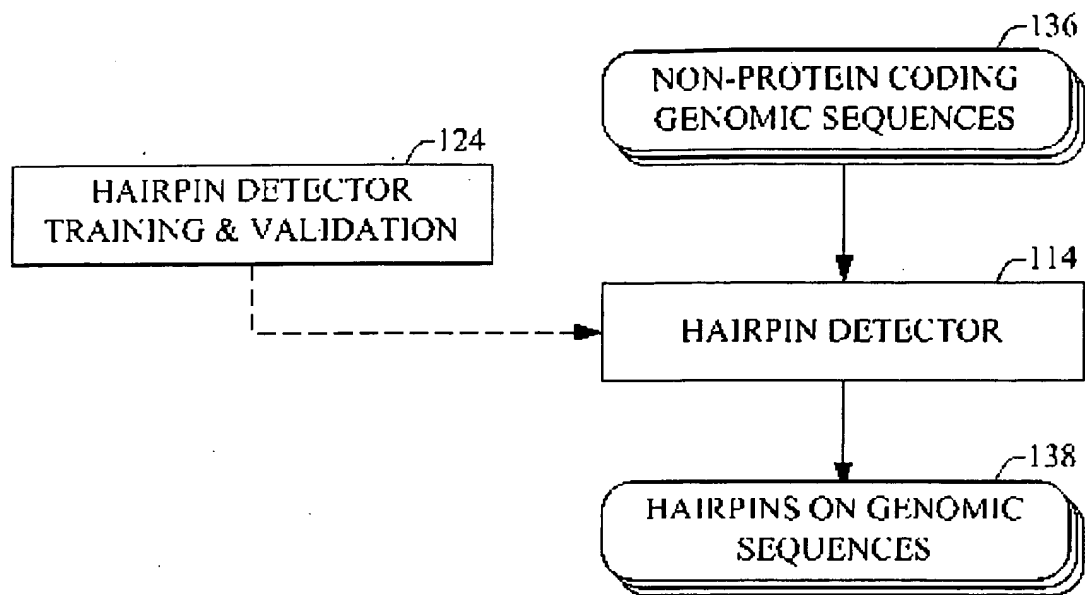 136
NON-PROTEIN CODING
GENOMIC SEQUENCES
124
HAIRPIN DETECTOR
TRAINING & VALIDATION
114
HAIRPIN DETECTOR
138
HAIRPINS ON GENOMIC
SEQUENCES